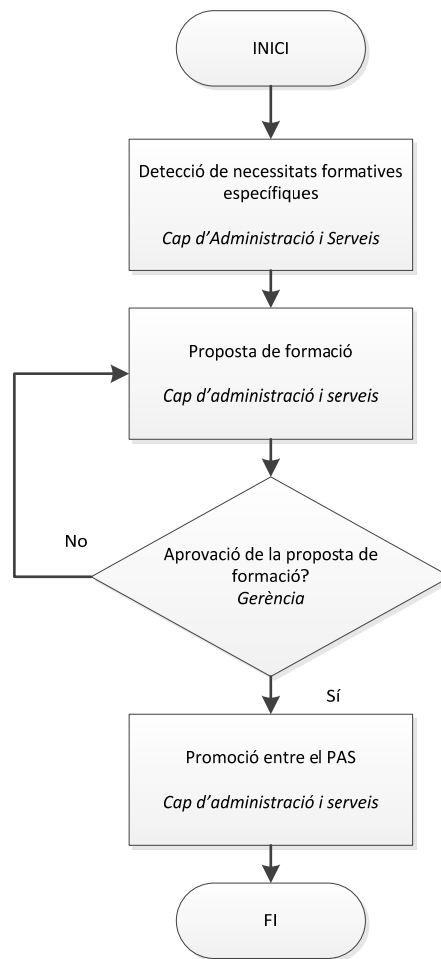 INICI
Detecció de necessitats formatives
específiques
Cap d'Administració i Serveis
Proposta de formació
Cap d'administració i serveis
No
Aprovació de la proposta de
formació?
Gerència
Sí
Promoció entre el PAS
Cap d'administració i serveis
FI